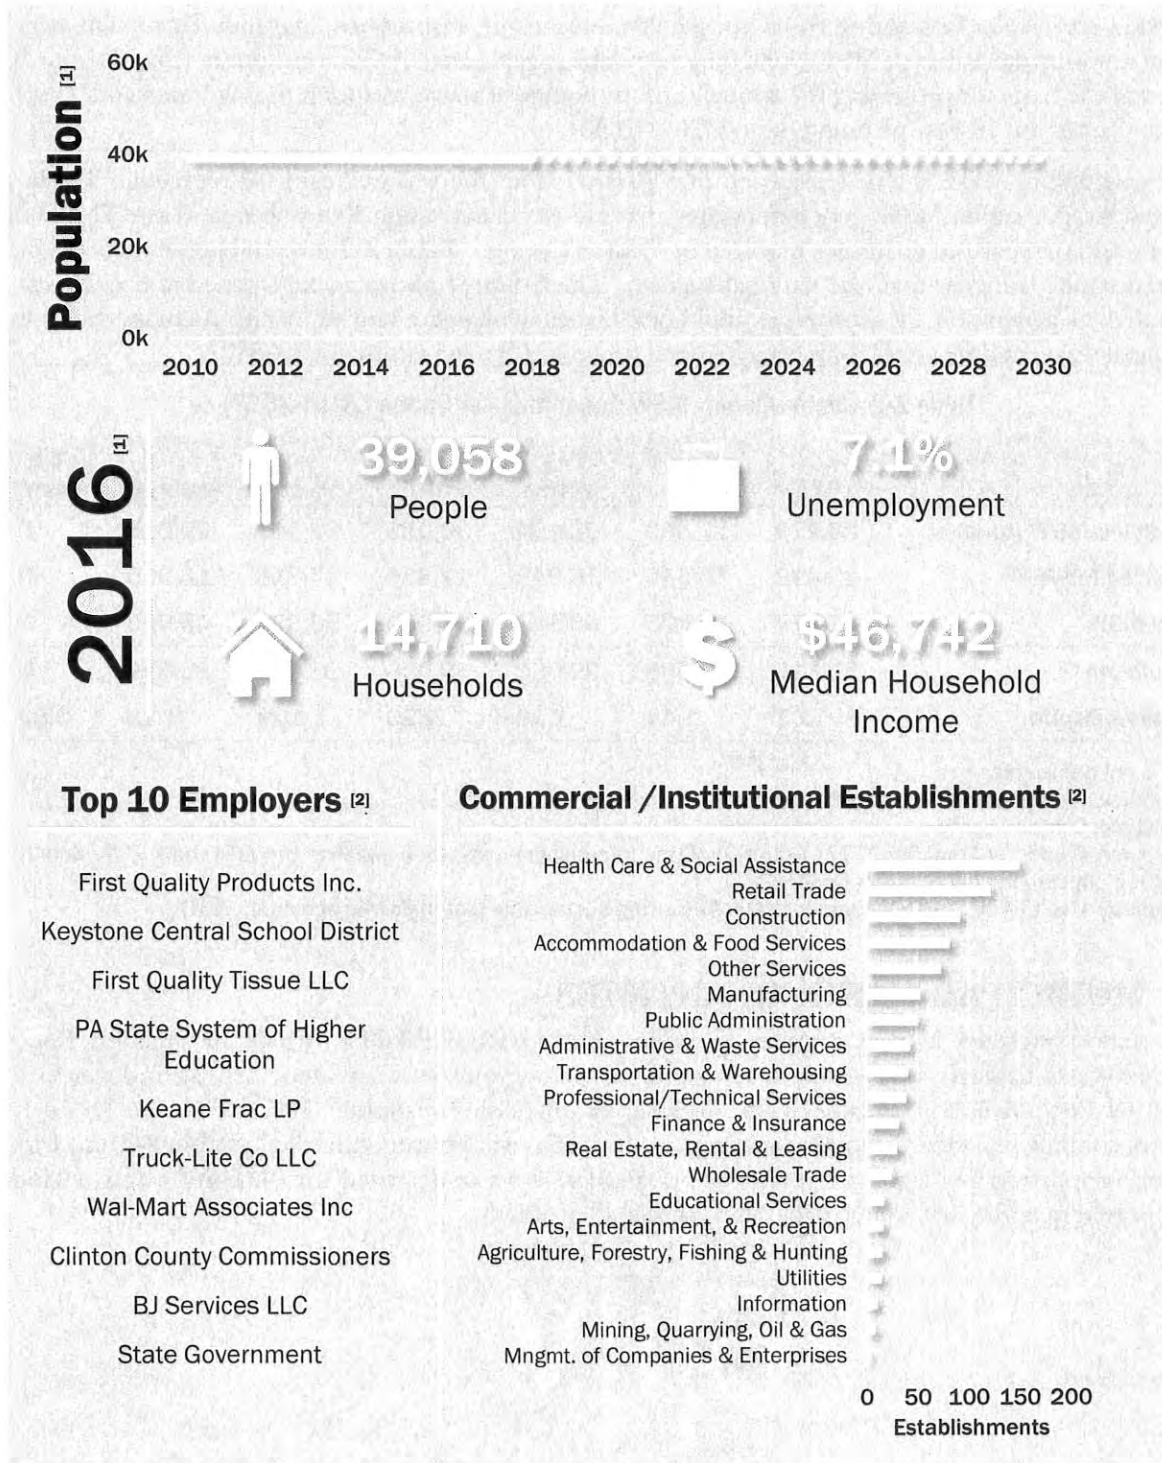 Population [1]
60k
40k
20k
0k
2010 2012 2014 2016 2018 2020 2022 2024 2026 2028 2030
2016 [1]
39,058
People
7.1%
Unemployment
14,710
Households
$
$46,742
Median Household
Income
Top 10 Employers [2]
First Quality Products Inc.
Keystone Central School District
First Quality Tissue LLC
PA State System of Higher
Education
Keane Frac LP
Truck-Lite Co LLC
Wal-Mart Associates Inc
Clinton County Commissioners
BJ Services LLC
State Government
Commercial /Institutional Establishments [2]
Health Care & Social Assistance
Retail Trade
Construction
Accommodation & Food Services
Other Services
Manufacturing
Public Administration
Administrative & Waste Services
Transportation & Warehousing
Professional/Technical Services
Finance & Insurance
Real Estate, Rental & Leasing
Wholesale Trade
Educational Services
Arts, Entertainment, & Recreation
Agriculture, Forestry, Fishing & Hunting
Utilities
Information
Mining, Quarrying, Oil & Gas
Mngmt. of Companies & Enterprises
0 50 100 150 200
Establishments